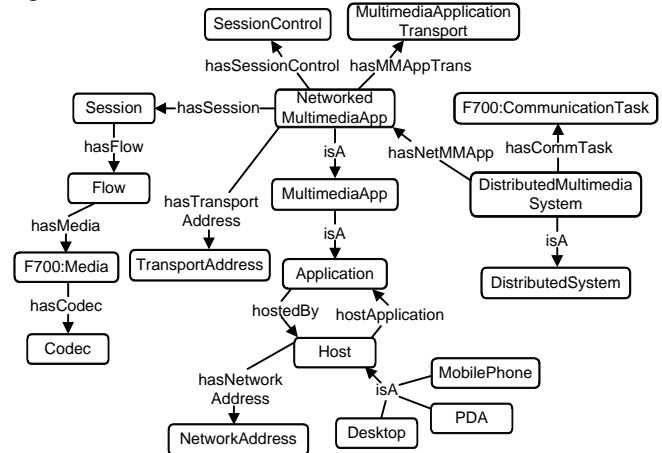 SessionControl
MultimediaApplication
Transport
hasSessionControl
hasMMAppTrans
Session
hasSession
Networked
MultimediaApp
F700:CommunicationTask
hasFlow
isA
hasNetMMApp
hasCommTask
Flow
hasTransport
Address
MultimediaApp
DistributedMultimedia
System
hasMedia
isA
isA
F700:Media
TransportAddress
Application
DistributedSystem
hasCodec
hostedBy
hostApplication
Codec
Host
hasNetwork
Address
isA
MobilePhone
PDA
Desktop
NetworkAddress